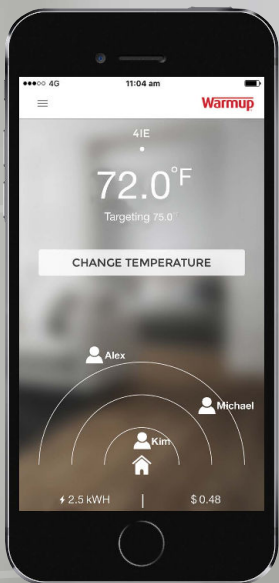 4G 11:04 am
Warmup
4IE
72.0°F
Targeting 75.0°
CHANGE TEMPERATURE
Alex
Michael
Kim
2.5 kWH | $ 0.48